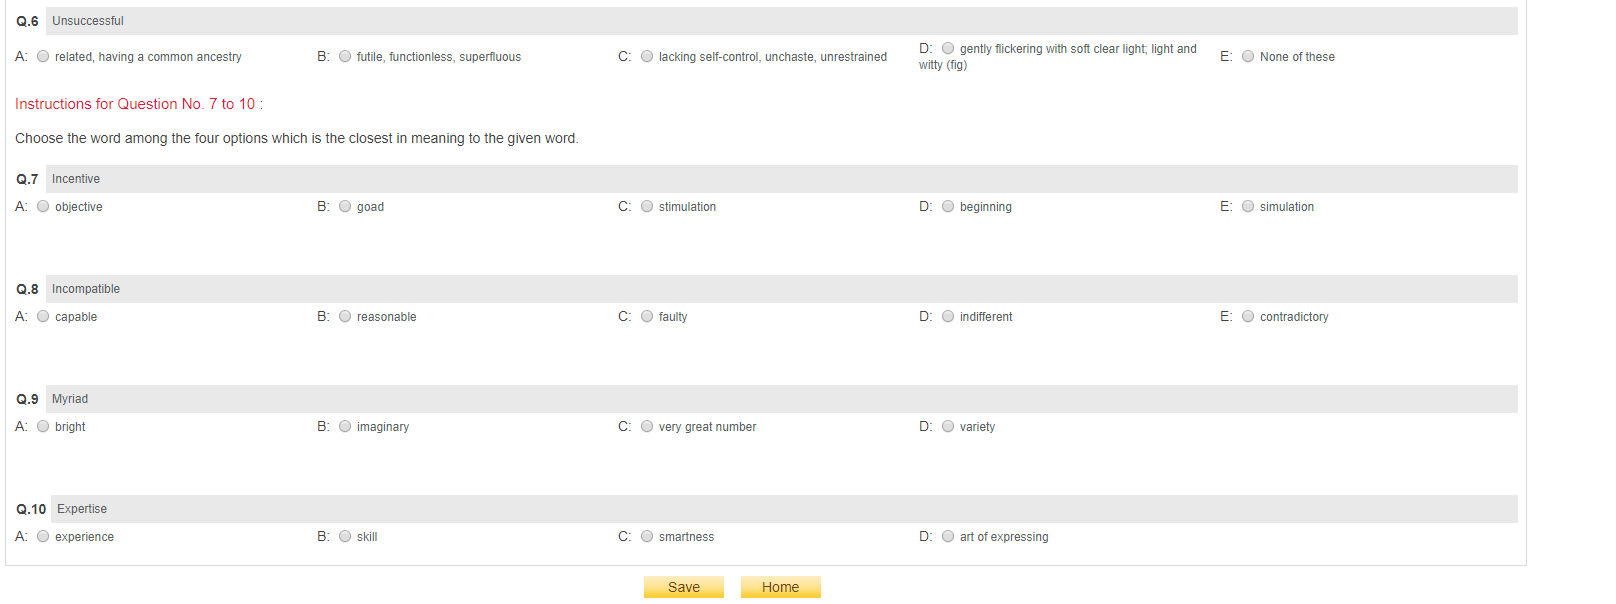 Q.6 Unsuccessful
A: related, having a common ancestry B: futile, functionless, superfluous C: lacking self-control, unchaste, unrestrained D: gently flickering with soft clear light; light and witty (fig) E: None of these
Instructions for Question No. 7 to 10 :
Choose the word among the four options which is the closest in meaning to the given word.
Q.7 Incentive
A: objective B: goad C: stimulation D: beginning E: simulation
Q.8 Incompatible
A: capable B: reasonable C: faulty D: indifferent E: contradictory
Q.9 Myriad
A: bright B: imaginary C: very great number D: variety
Q.10 Expertise
A: experience B: skill C: smartness D: art of expressing
Save Home